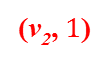 (v₂, 1)